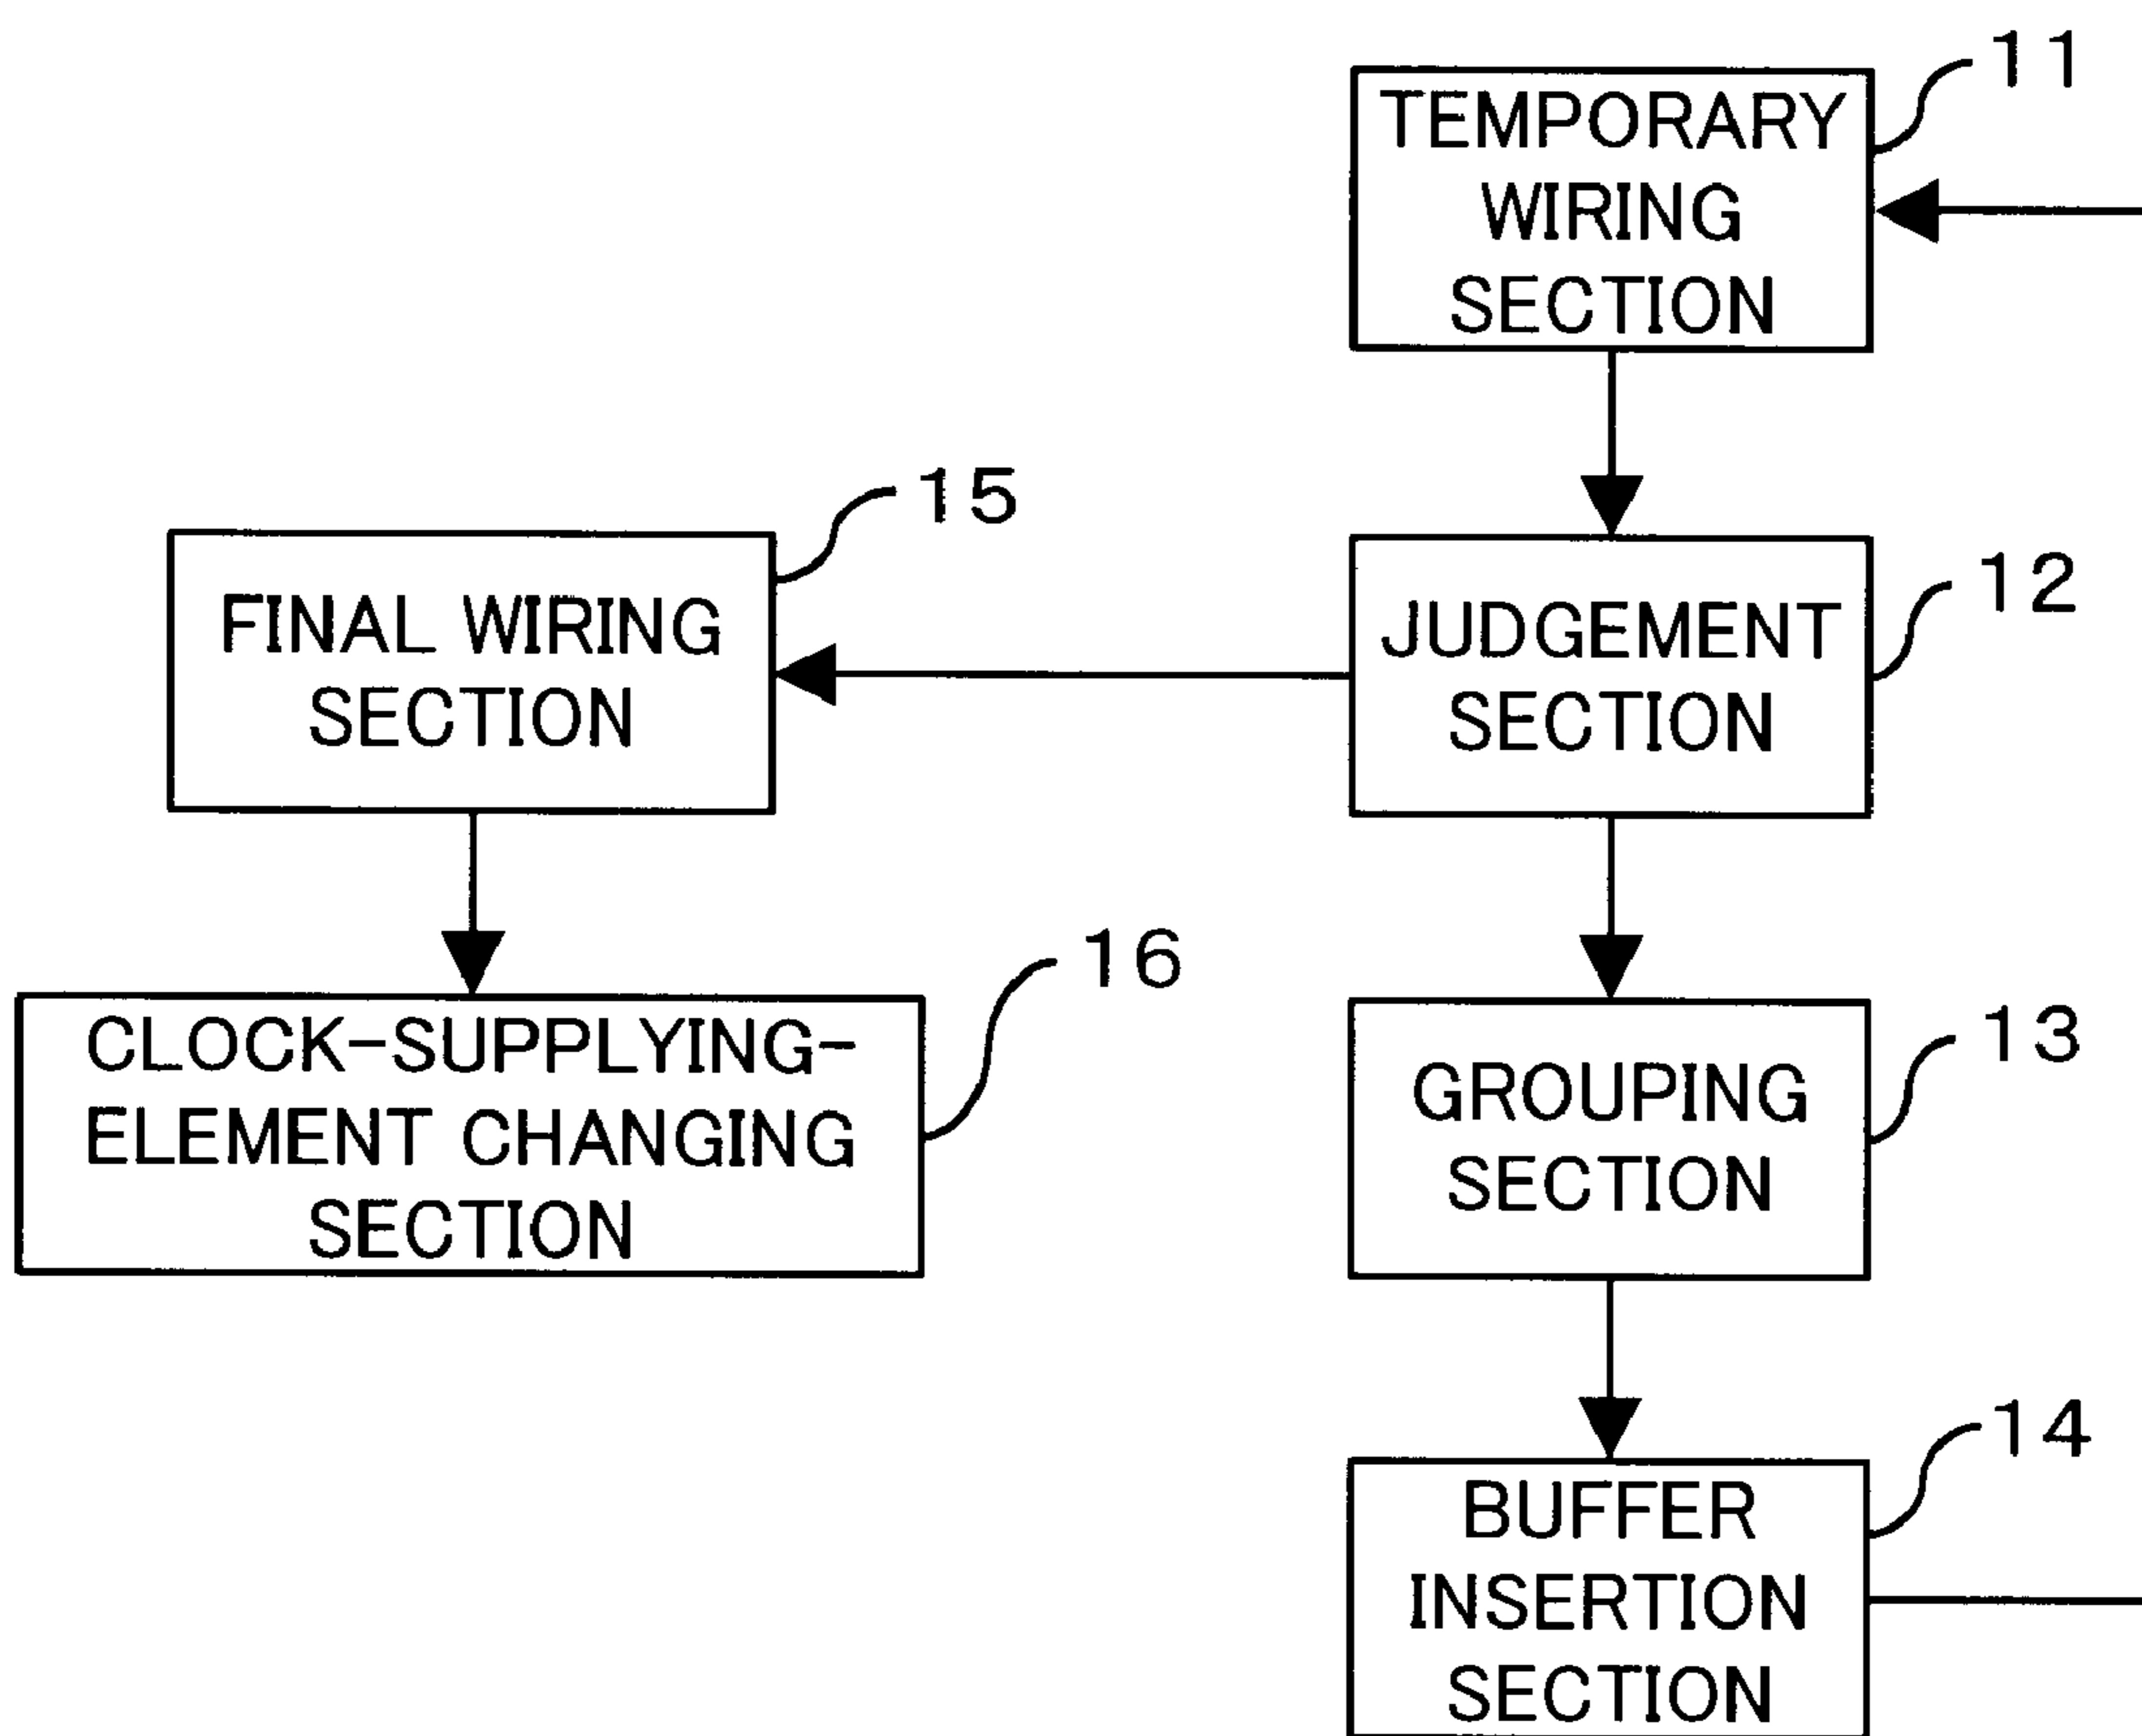 11
TEMPORARY
WIRING
SECTION
15
FINAL WIRING
SECTION
12
JUDGEMENT
SECTION
16
CLOCK-SUPPLYING-
ELEMENT CHANGING
SECTION
13
GROUPING
SECTION
14
BUFFER
INSERTION
SECTION